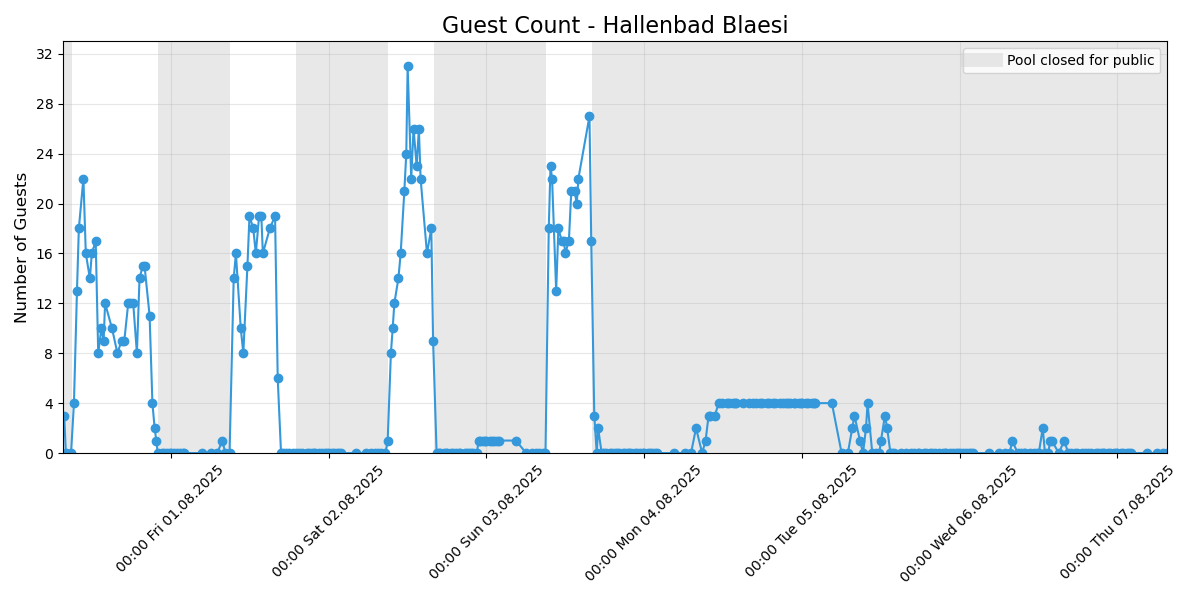 Guest Count - Hallenbad Blaesi
Pool closed for public
Number of Guests
32
28
24
20
16
12
8
4
0
00:00 Fri 01.08.2025
00:00 Sat 02.08.2025
00:00 Sun 03.08.2025
00:00 Mon 04.08.2025
00:00 Tue 05.08.2025
00:00 Wed 06.08.2025
00:00 Thu 07.08.2025